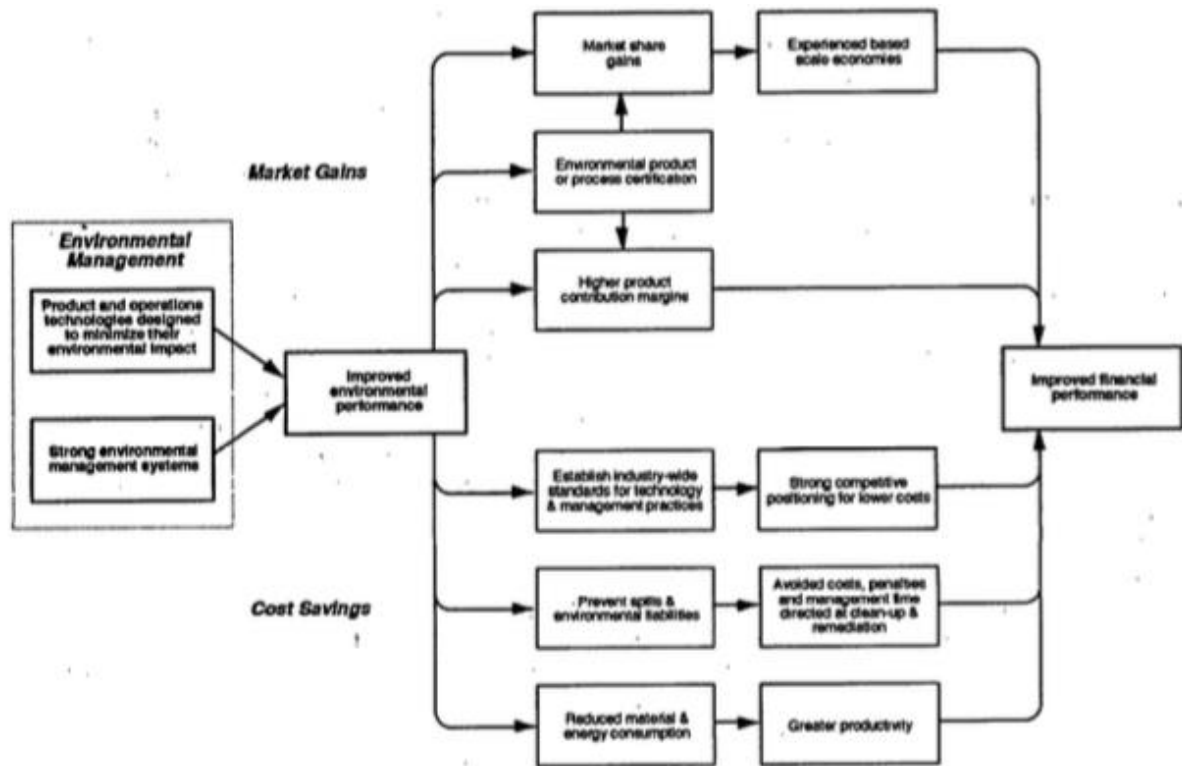 Market share
gains
Experienced based
scale economies
Market Gains
Environmental product
or process certification
Environmental
Management
Higher product
contribution margins
Product and operations
technologies designed
to minimize their
environmental impact
Improved
environmental
performance
Improved financial
performance
Strong environmental
management systems
Establish industry-wide
standards for technology
& management practices
Strong competitive
positioning for lower costs
Cost Savings
Prevent spills &
environmental liabilities
Avoided costs, penalties
and management time
directed at clean-up &
remediation
Reduced material &
energy consumption
Greater productivity